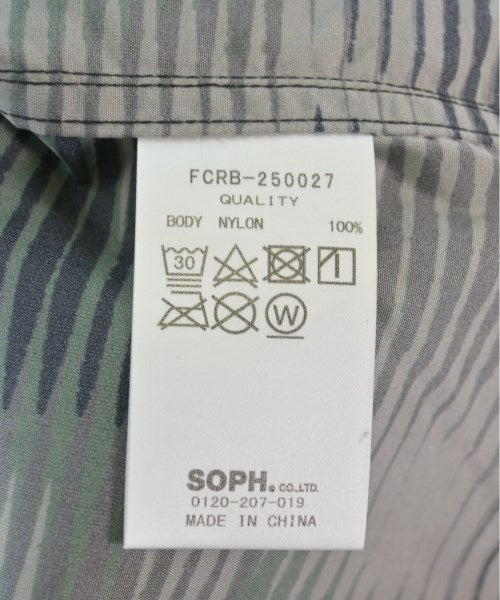 FCRB-250027
QUALITY
BODY NYLON 100%
30
W
SOPH. CO.,LTD.
0120-207-019
MADE IN CHINA